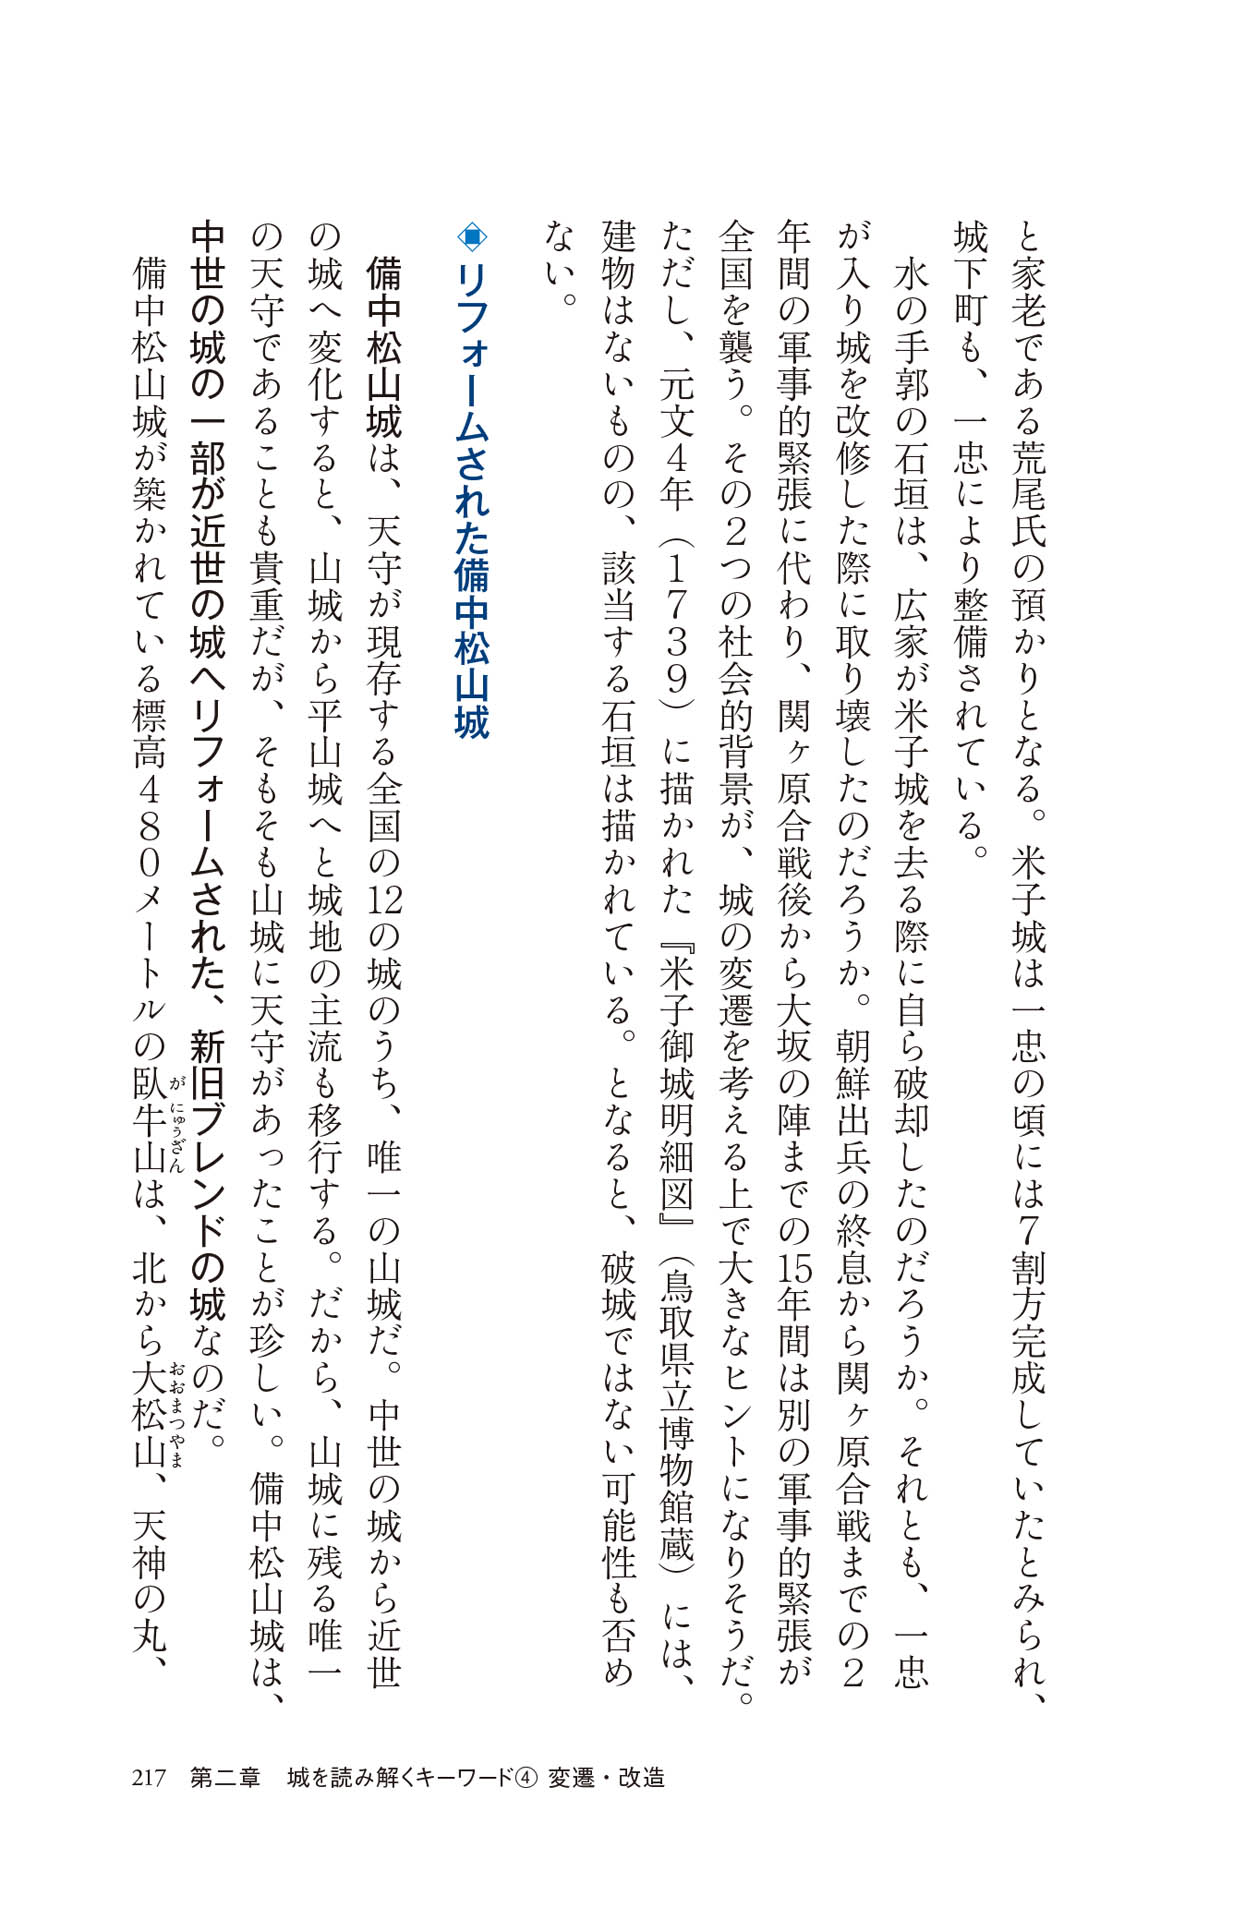 と家老である荒尾氏の預かりとなる。米子城は一忠の頃には7割方完成していたとみられ、
城下町も、一忠により整備されている。
水の手郭の石垣は、広家が米子城を去る際に自ら破却したのだろうか。それとも、一忠
が入り城を改修した際に取り壊したのだろうか。朝鮮出兵の終息から関ヶ原合戦までの2
年間の軍事的緊張に代わり、関ヶ原合戦後から大坂の陣までの15年間は別の軍事的緊張が
全国を襲う。その2つの社会的背景が、城の変遷を考える上で大きなヒントになりそうだ。
ただし、元文4年（1739）に描かれた『米子御城明細図』（鳥取県立博物館蔵）には、
建物はないものの、該当する石垣は描かれている。となると、破城ではない可能性も否め
ない。
リフォームされた備中松山城
備中松山城は、天守が現存する全国の12の城のうち、唯一の山城だ。中世の城から近世
の城へ変化すると、山城から平山城へと城地の主流も移行する。だから、山城に残る唯一
の天守であることも貴重だが、そもそも山城に天守があったことが珍しい。備中松山城は、
中世の城の一部が近世の城へリフォームされた、新旧ブレンドの城なのだ。
がにゅうざん
おおまつやま
備中松山城が築かれている標高480メートルの臥牛山は、北から大松山、天神の丸、
217 第二章 城を読み解くキーワード④ 変遷・改造